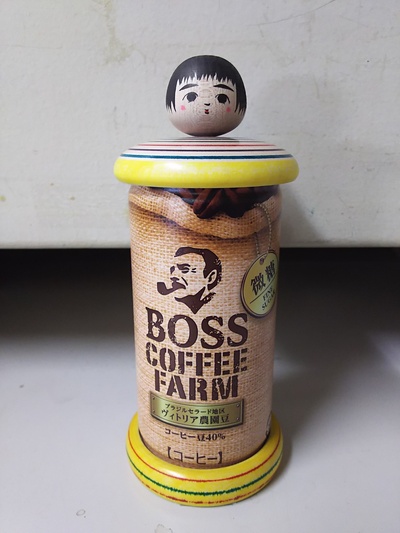 微糖
BOSS
COFFEE
FARM
ブラジルセラード地区
ヴィトリア農園豆
コーヒー豆40%
【コーヒー】